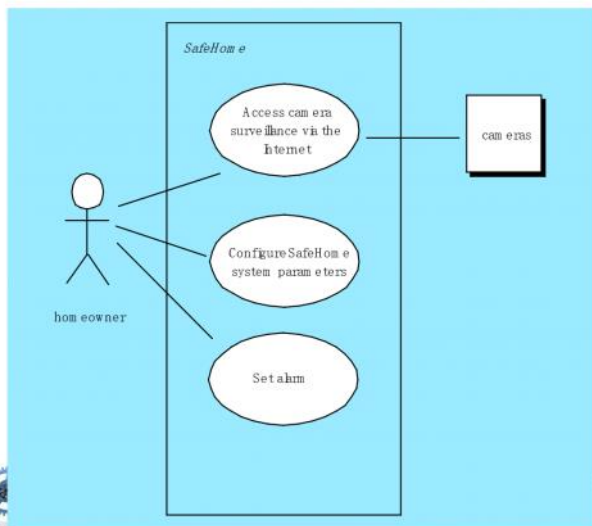 SafeHome
Access camera
surveillance via the
Internet
cameras
Configure SafeHome
system parameters
homeowner
Set alarm